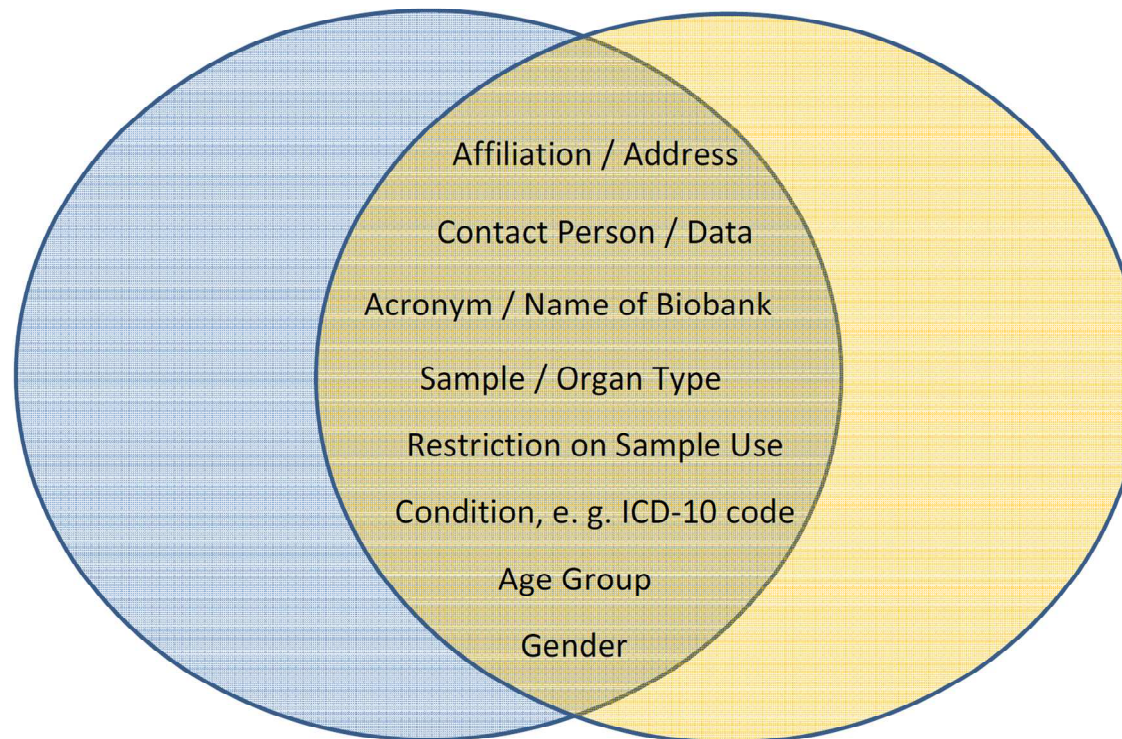 Affiliation / Address
Contact Person / Data
Acronym / Name of Biobank
Sample / Organ Type
Restriction on Sample Use
Condition, e. g. ICD-10 code
Age Group
Gender